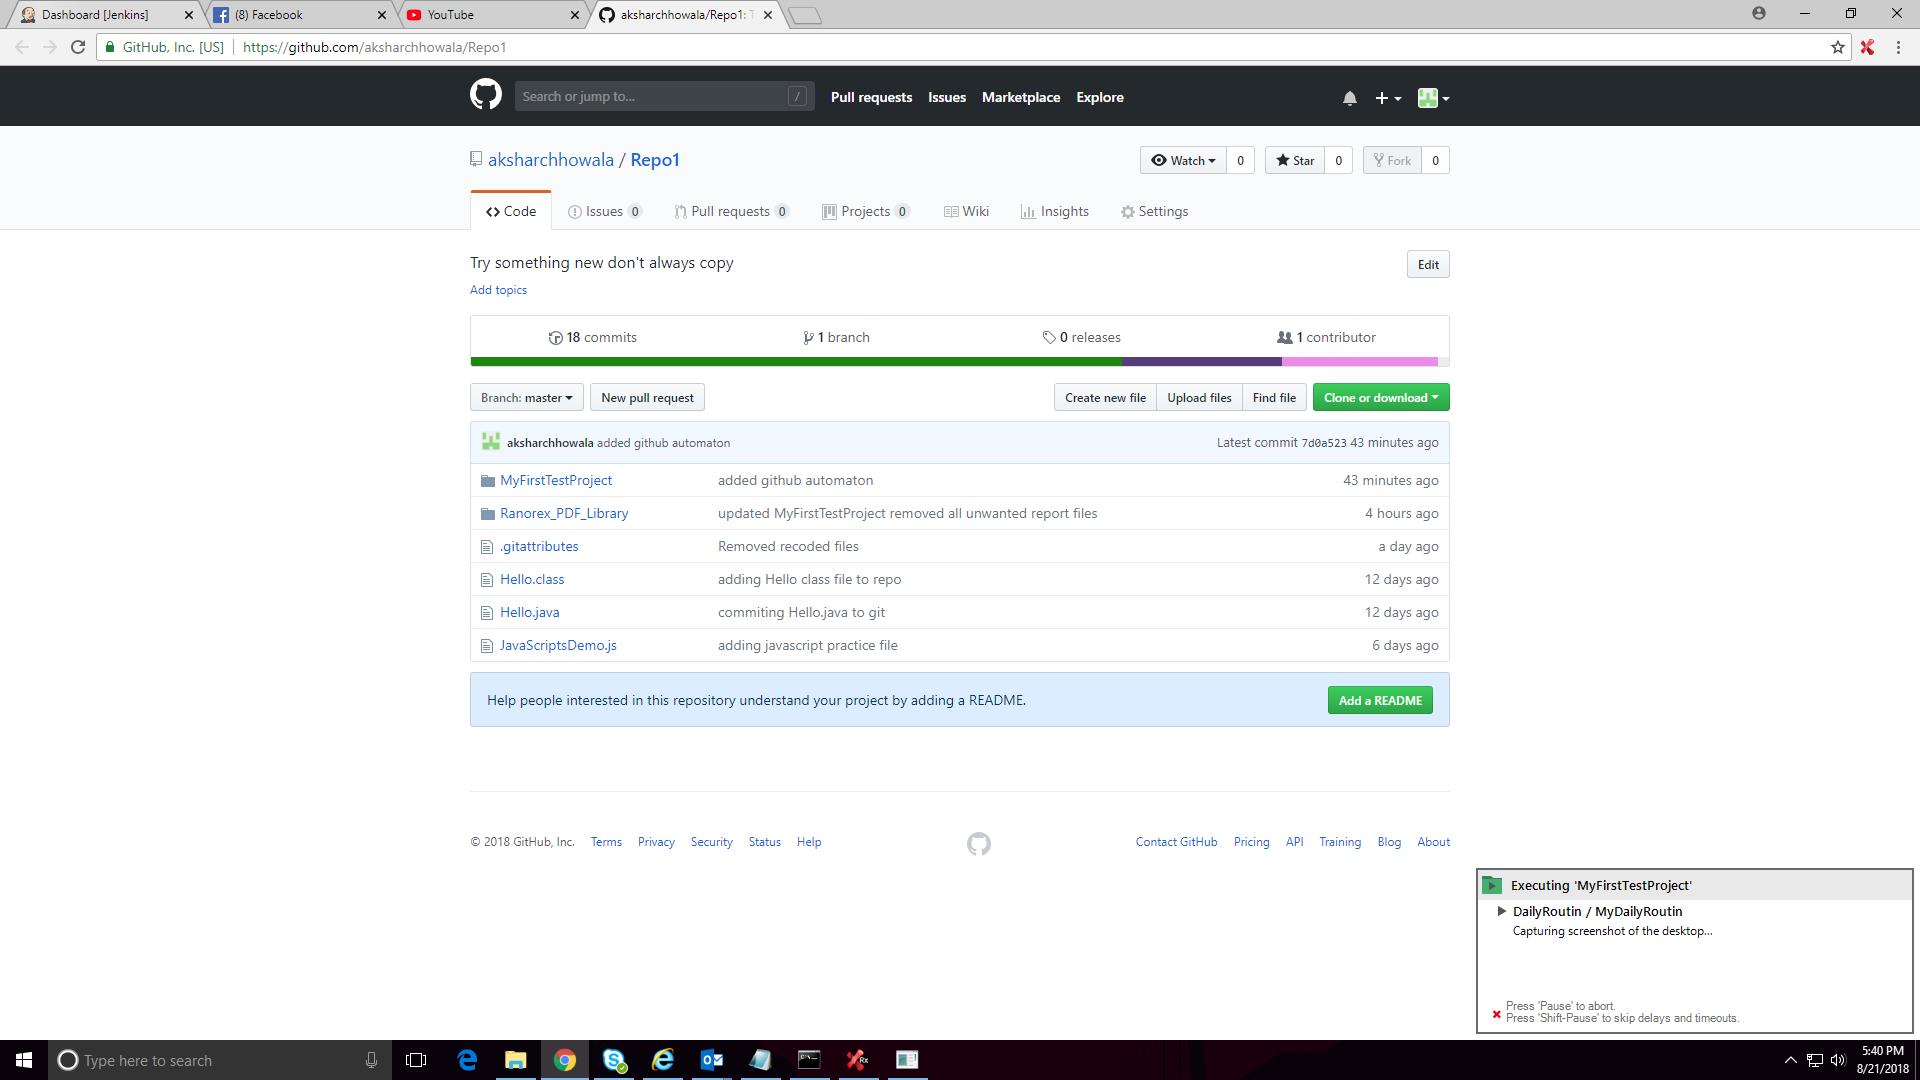 Dashboard [Jenkins]
(8) Facebook
YouTube
aksharchhowala/Repo1: T
GitHub, Inc. [US]
https://github.com/aksharchhowala/Repo1
Search or jump to...
/
Pull requests
Issues
Marketplace
Explore
aksharchhowala / Repo1
Watch
0
Star
0
Fork
0
Code
Issues 0
Pull requests 0
Projects 0
Wiki
Insights
Settings
Try something new don't always copy
Edit
Add topics
18 commits
1 branch
0 releases
1 contributor
Branch: master
New pull request
Create new file
Upload files
Find file
Clone or download
aksharchhowala added github automaton
Latest commit 7d0a523 43 minutes ago
MyFirstTestProject
added github automaton
43 minutes ago
Ranorex_PDF_Library
updated MyFirstTestProject removed all unwanted report files
4 hours ago
.gitattributes
Removed recoded files
a day ago
Hello.class
adding Hello class file to repo
12 days ago
Hello.java
commiting Hello.java to git
12 days ago
JavaScriptsDemo.js
adding javascript practice file
6 days ago
Help people interested in this repository understand your project by adding a README.
Add a README
© 2018 GitHub, Inc.
Terms
Privacy
Security
Status
Help
Contact GitHub
Pricing
API
Training
Blog
About
Executing 'MyFirstTestProject'
DailyRoutin / MyDailyRoutin
Capturing screenshot of the desktop...
Press 'Pause' to abort.
Press 'Shift-Pause' to skip delays and timeouts.
Type here to search
5:40 PM
8/21/2018